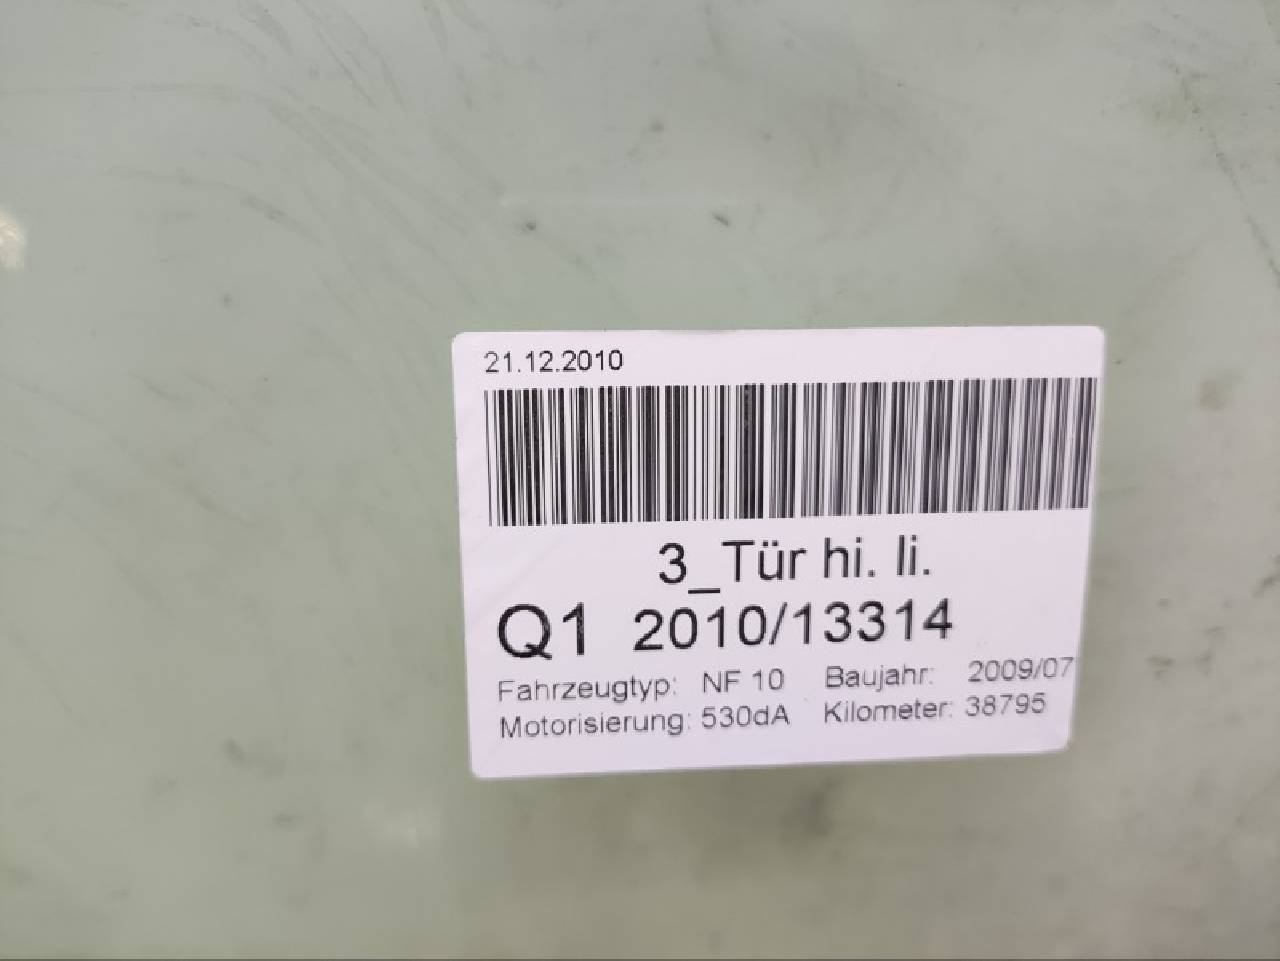 21.12.2010
3_Tür hi. li.
Q1 2010/13314
Fahrzeugtyp: NF 10 Baujahr: 2009/07
Motorisierung: 530dA Kilometer: 38795